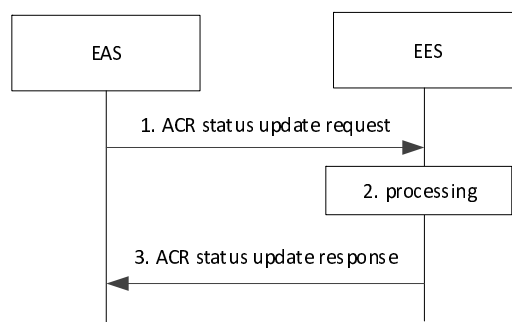 EAS
EES
1. ACR status update request
2. processing
3. ACR status update response